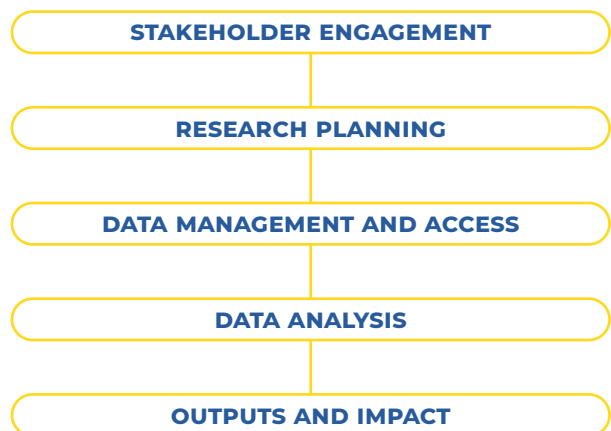 STAKEHOLDER ENGAGEMENT
RESEARCH PLANNING
DATA MANAGEMENT AND ACCESS
DATA ANALYSIS
OUTPUTS AND IMPACT